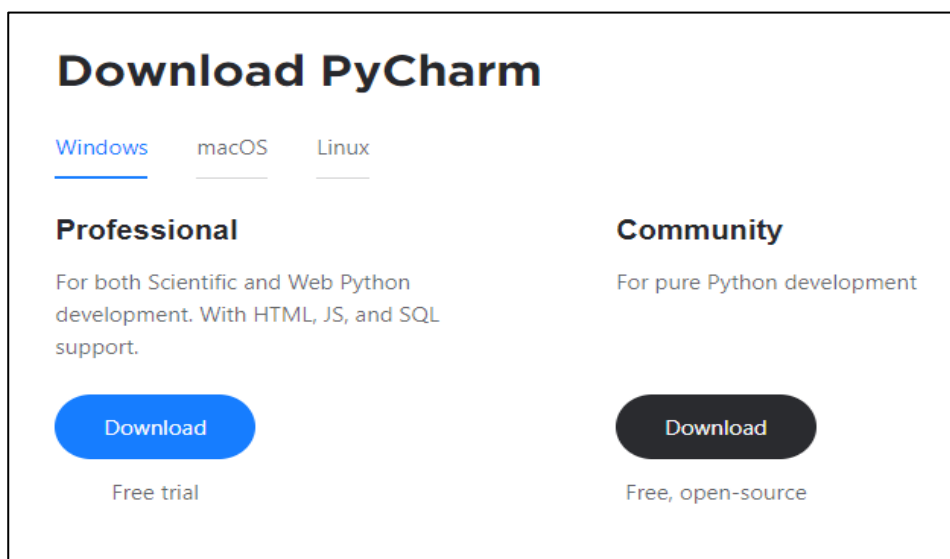 Download PyCharm
Windows macOS Linux
Professional
For both Scientific and Web Python
development. With HTML, JS, and SQL
support.
Download
Free trial
Community
For pure Python development
Download
Free, open-source